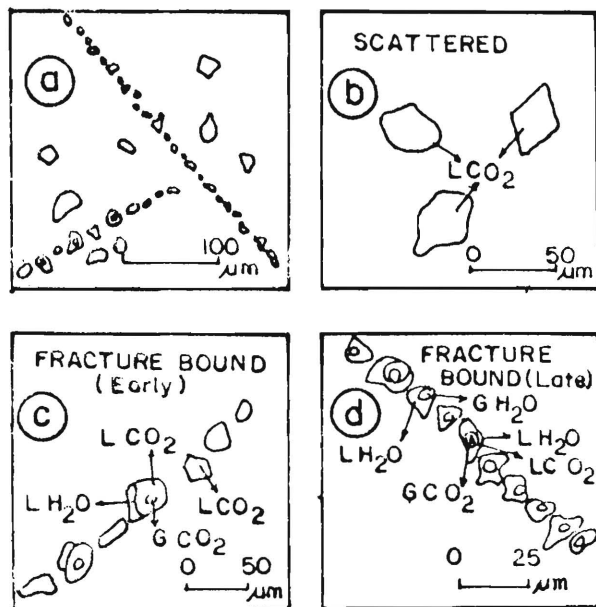 a
0 100
μm
SCATTERED
b
LCO₂
0 50
μm
FRACTURE BOUND
(Early)
c
LCO₂
LH₂O
LCO₂
GCO₂
0 50
μm
FRACTURE
BOUND(Late)
d
GH₂O
LH₂O
LH₂O
LCO₂
GCO₂
0 25
μm